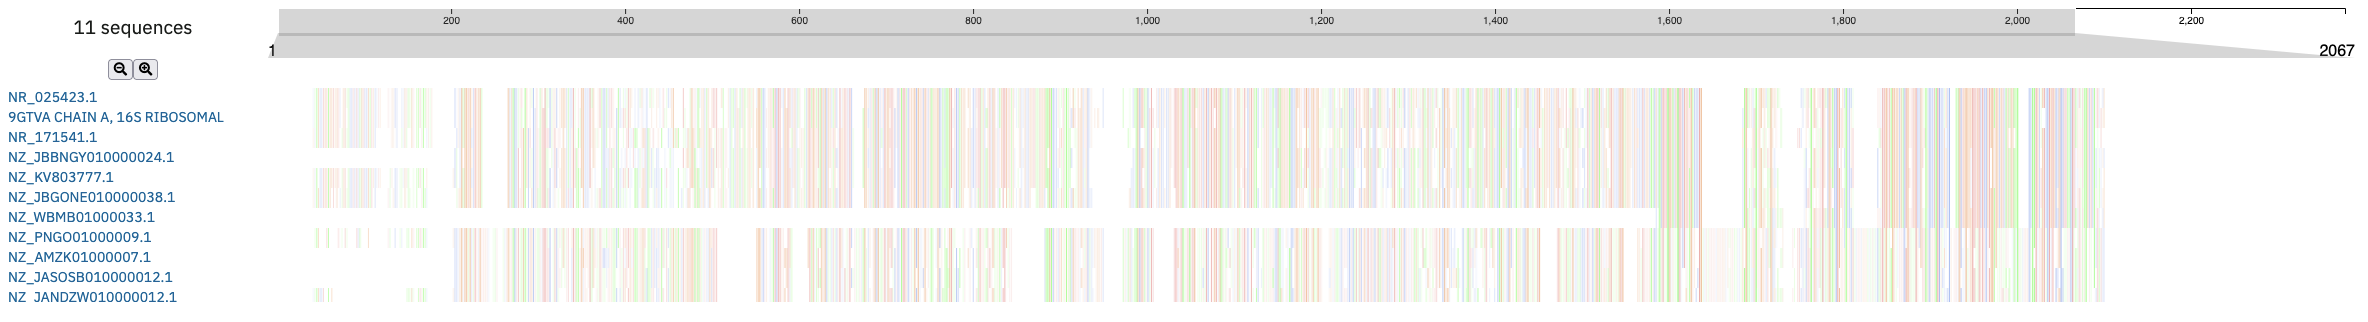 11 sequences
200 400 600 800 1,000 1,200 1,400 1,600 1,800 2,000 2,200
1 2067
NR_025423.1
9GTVA CHAIN A, 16S RIBOSOMAL
NR_171541.1
NZ_JBBNGY010000024.1
NZ_KV803777.1
NZ_JBGONE010000038.1
NZ_WBMB01000033.1
NZ_PNGO01000009.1
NZ_AMZK01000007.1
NZ_JASOSB010000012.1
NZ_JANDZW010000012.1